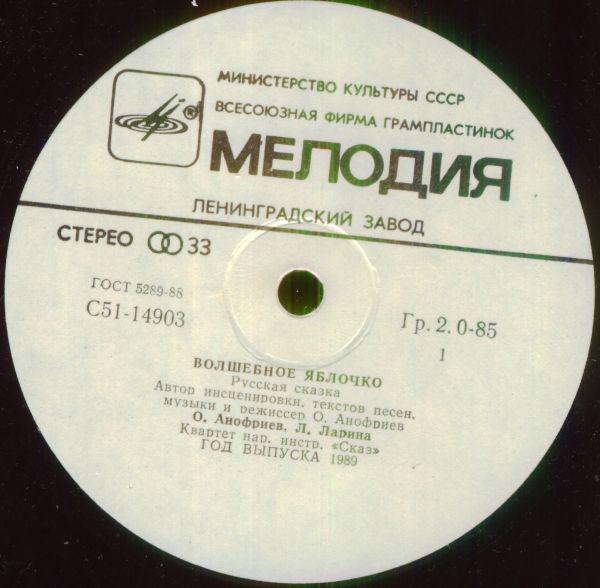 МИНИСТЕРСТВО КУЛЬТУРЫ СССР
ВСЕСОЮЗНАЯ ФИРМА ГРАМПЛАСТИНОК
®
МЕЛОДИЯ
ЛЕНИНГРАДСКИЙ ЗАВОД
СТЕРЕО 33
ГОСТ 5289-88
С51-14903
Гр. 2. 0-85
1
ВОЛШЕБНОЕ ЯБЛОЧКО
Русская сказка
Автор инсценировки, текстов песен,
музыки и режиссер О. Анофриев
О. Анофриев, Л. Ларина
Квартет нар. инстр. «Сказ»
ГОД ВЫПУСКА 1989